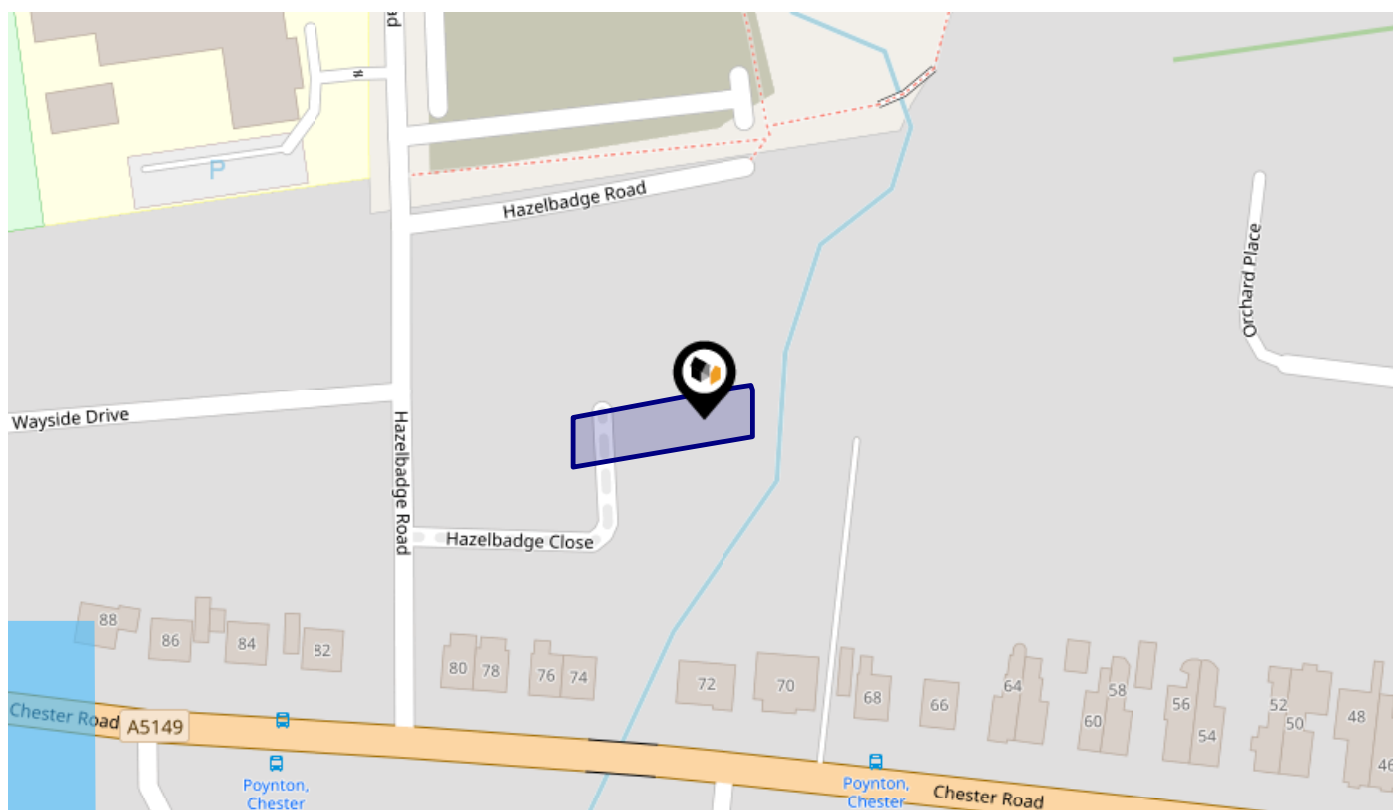 ad
P
Hazelbadge Road
Orchard Place
Wayside Drive
Hazelbadge Road
Hazelbadge Close
88
86
84
82
80
78
76
74
72
70
68
66
64
60
58
56
54
52
50
48
46
Chester Road
A5149
Poynton,
Chester
Poynton,
Chester
Chester Road